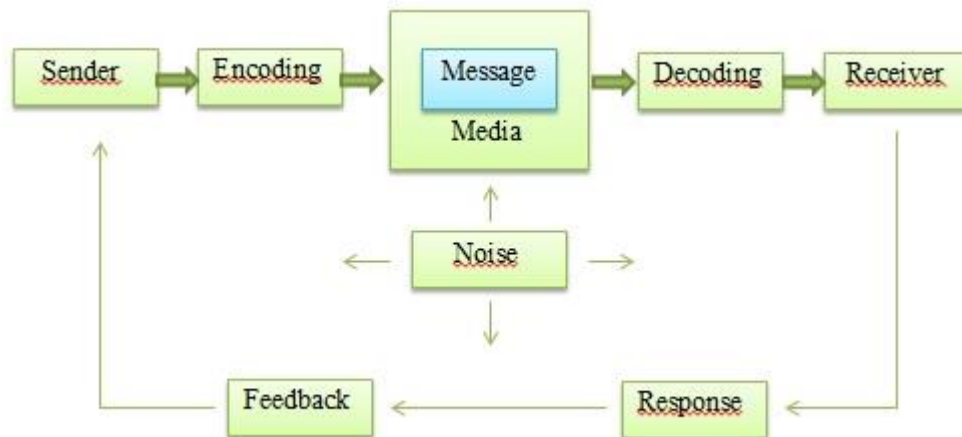 Sender
Encoding
Message
Media
Decoding
Receiver
Noise
Feedback
Response